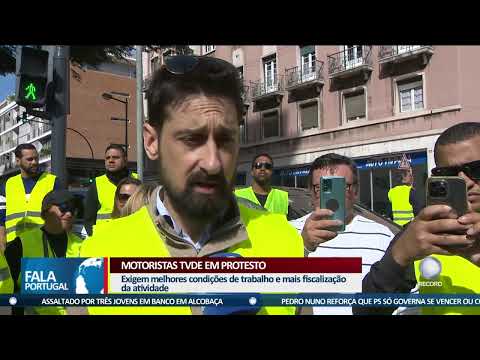 AUTO INTEN
MOTORISTAS TVDE EM PROTESTO
Exigem melhores condições de trabalho e mais fiscalização
da atividade
FALA
PORTUGAL
RECORD
ASSALTADO POR TRÊS JOVENS EM BANCO EM ALCOBAÇA
PEDRO NUNO REFORÇA QUE PS SÓ GOVERNA SE VENCER OU C